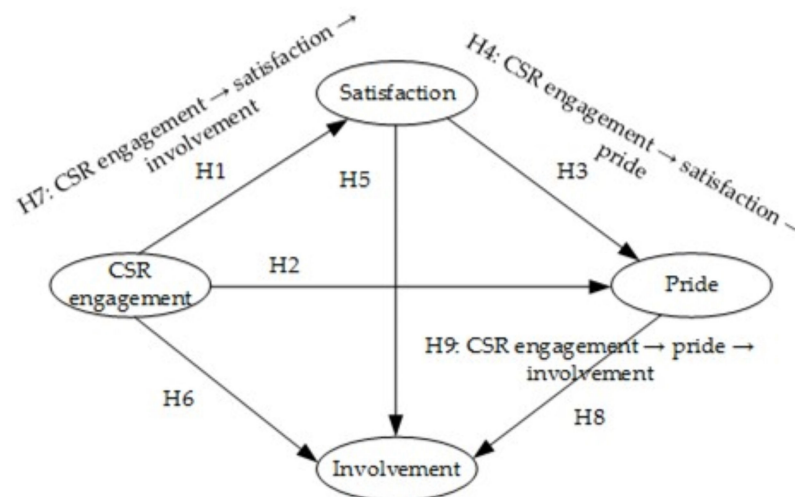 H7: CSR engagement → satisfaction →
involvement
H4: CSR engagement → satisfaction →
pride
Satisfaction
H1
H5
H3
CSR
engagement
H2
Pride
H9: CSR engagement → pride →
involvement
H6
H8
Involvement